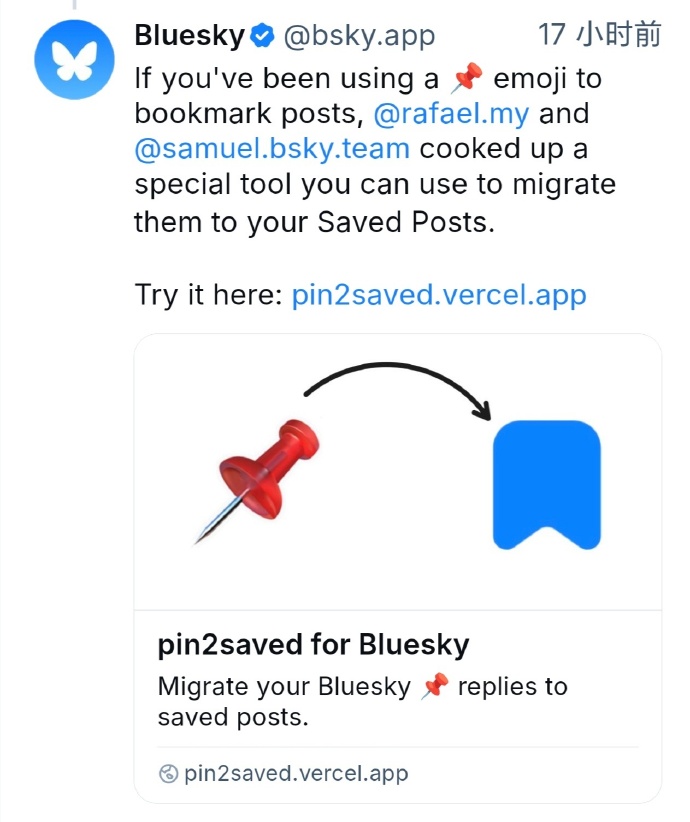 Bluesky @bsky.app 17 小时前
If you've been using a 📌 emoji to
bookmark posts, @rafael.my and
@samuel.bsky.team cooked up a
special tool you can use to migrate
them to your Saved Posts.
Try it here: pin2saved.vercel.app
pin2saved for Bluesky
Migrate your Bluesky 📌 replies to
saved posts.
pin2saved.vercel.app